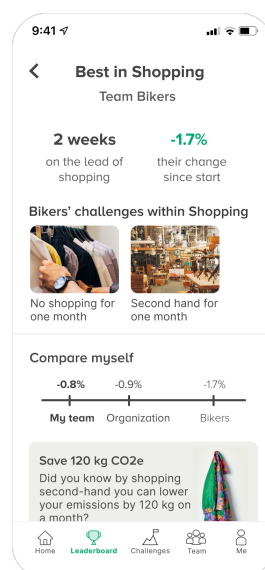 9:41
Best in Shopping
Team Bikers
2 weeks
on the lead of
shopping
-1.7%
their change
since start
Bikers' challenges within Shopping
No shopping for
one month
Second hand for
one month
Compare myself
-0.8%
-0.9%
-1.7%
My team
Organization
Bikers
Save 120 kg CO2e
Did you know by shopping
second-hand you can lower
your emissions by 120 kg on
a month?
Home
Leaderboard
Challenges
Team
Me